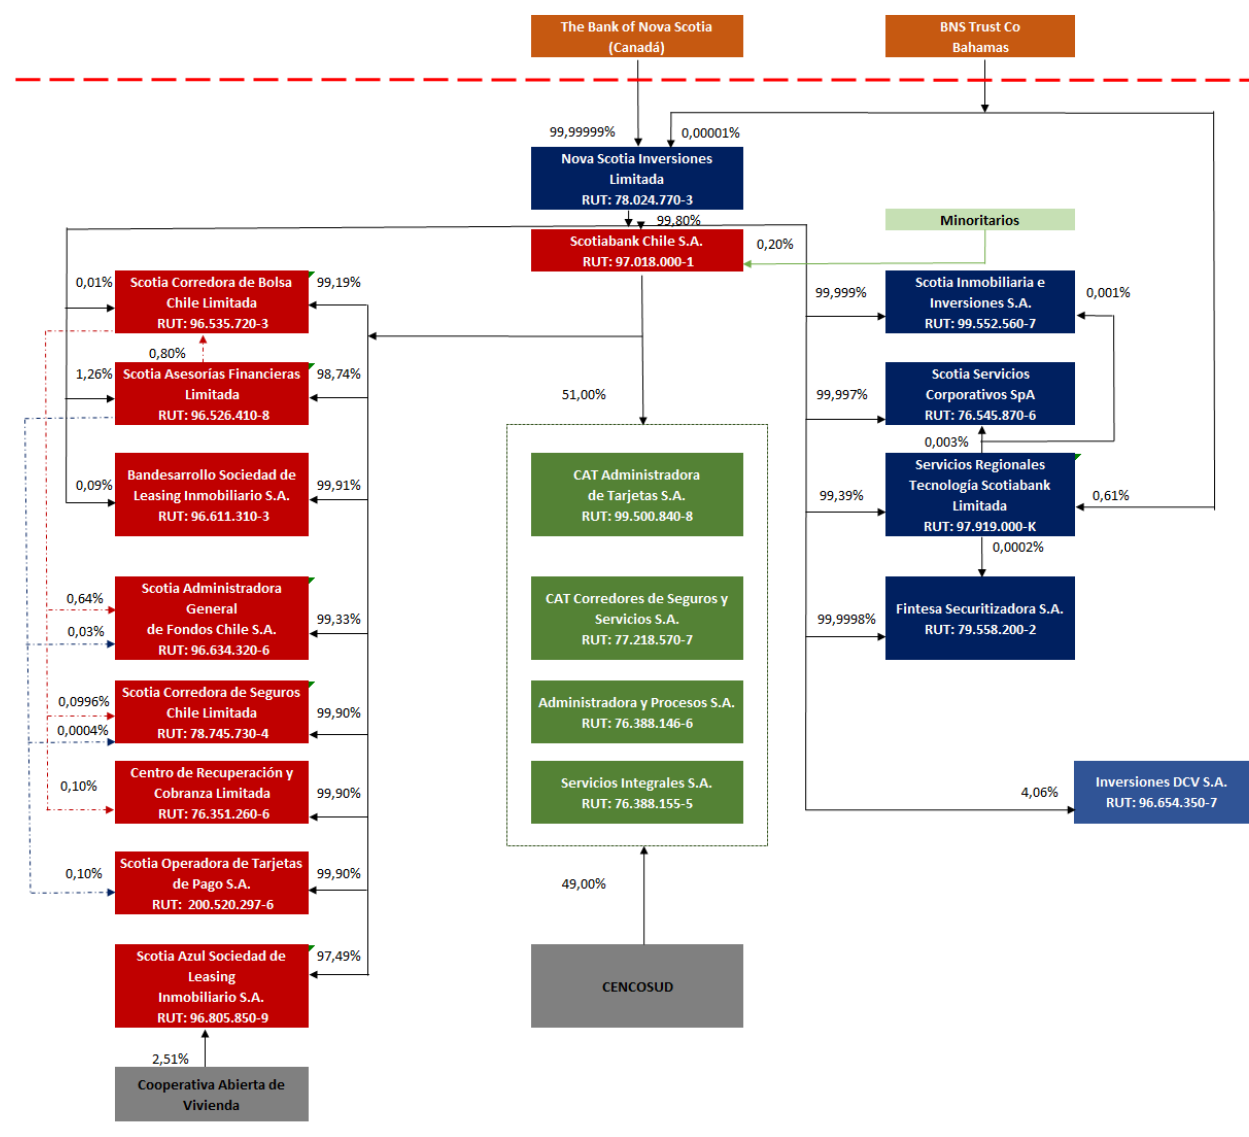 The Bank of Nova Scotia
(Canadá)
BNS Trust Co
Bahamas
99,99999%
0,00001%
Nova Scotia Inversiones
Limitada
RUT: 78.024.770-3
99,80%
Minoritarios
Scotiabank Chile S.A.
RUT: 97.018.000-1
0,20%
0,01%
Scotia Corredora de Bolsa
Chile Limitada
RUT: 96.535.720-3
99,19%
0,80%
1,26%
Scotia Asesorías Financieras
Limitada
RUT: 96.526.410-8
98,74%
0,09%
Bandesarrollo Sociedad de
Leasing Inmobiliario S.A.
RUT: 96.611.310-3
99,91%
0,64%
0,03%
Scotia Administradora
General
de Fondos Chile S.A.
RUT: 96.634.320-6
99,33%
0,0996%
0,0004%
Scotia Corredora de Seguros
Chile Limitada
RUT: 78.745.730-4
99,90%
0,10%
Centro de Recuperación y
Cobranza Limitada
RUT: 76.351.260-6
99,90%
0,10%
Scotia Operadora de Tarjetas
de Pago S.A.
RUT:  200.520.297-6
99,90%
Scotia Azul Sociedad de
Leasing
Inmobiliario S.A.
RUT: 96.805.850-9
97,49%
2,51%
Cooperativa Abierta de
Vivienda
51,00%
CAT Administradora
de Tarjetas S.A.
RUT: 99.500.840-8
CAT Corredores de Seguros y
Servicios S.A.
RUT: 77.218.570-7
Administradora y Procesos S.A.
RUT: 76.388.146-6
Servicios Integrales S.A.
RUT: 76.388.155-5
49,00%
CENCOSUD
99,999%
Scotia Inmobiliaria e
Inversiones S.A.
RUT: 99.552.560-7
0,001%
99,997%
Scotia Servicios
Corporativos SpA
RUT: 76.545.870-6
0,003%
99,39%
Servicios Regionales
Tecnología Scotiabank
Limitada
RUT: 97.919.000-K
0,61%
0,0002%
99,9998%
Fintesa Securitizadora S.A.
RUT: 79.558.200-2
4,06%
Inversiones DCV S.A.
RUT: 96.654.350-7